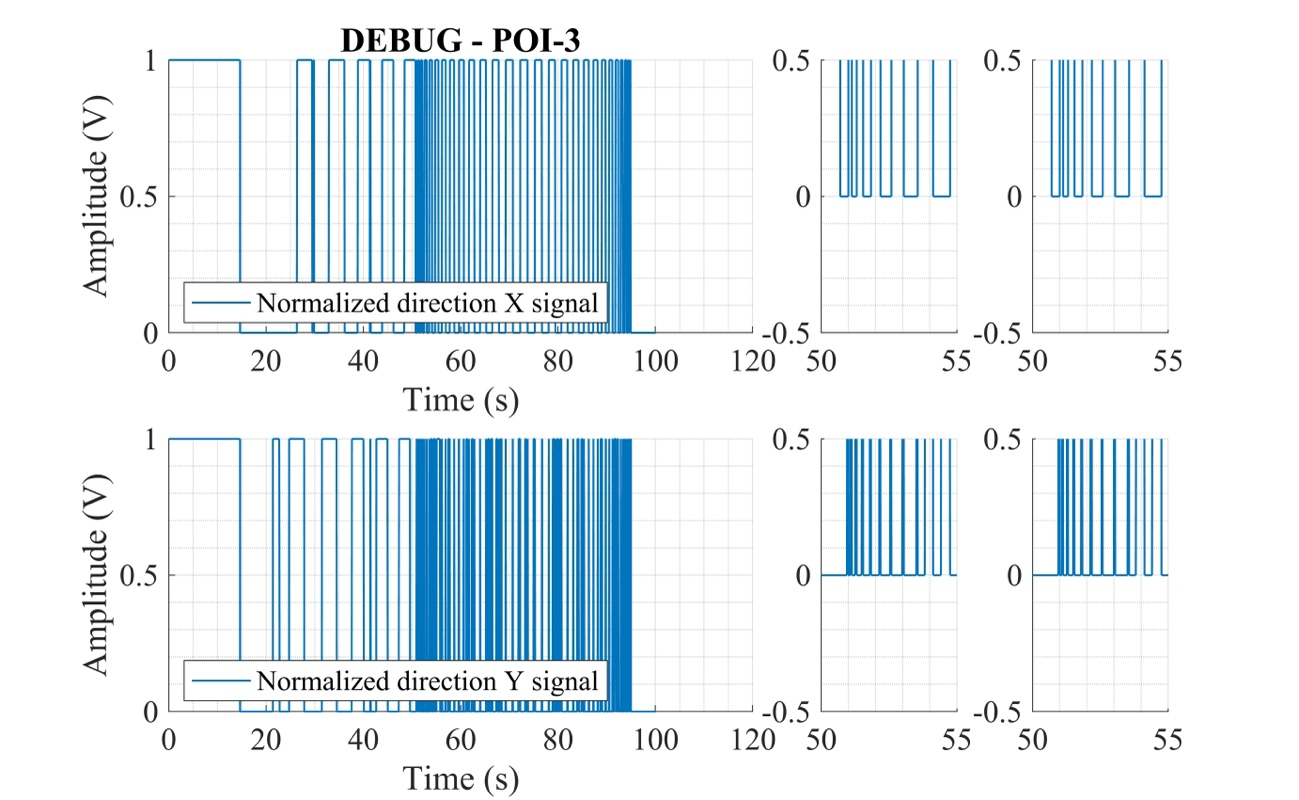 DEBUG - POI-3
Amplitude (V)
1
0.5
0
Normalized direction X signal
0 20 40 60 80 100 120
Time (s)
0.5
0
-0.5
50 55
0.5
0
-0.5
50 55
Amplitude (V)
1
0.5
0
Normalized direction Y signal
0 20 40 60 80 100 120
Time (s)
0.5
0
-0.5
50 55
0.5
0
-0.5
50 55